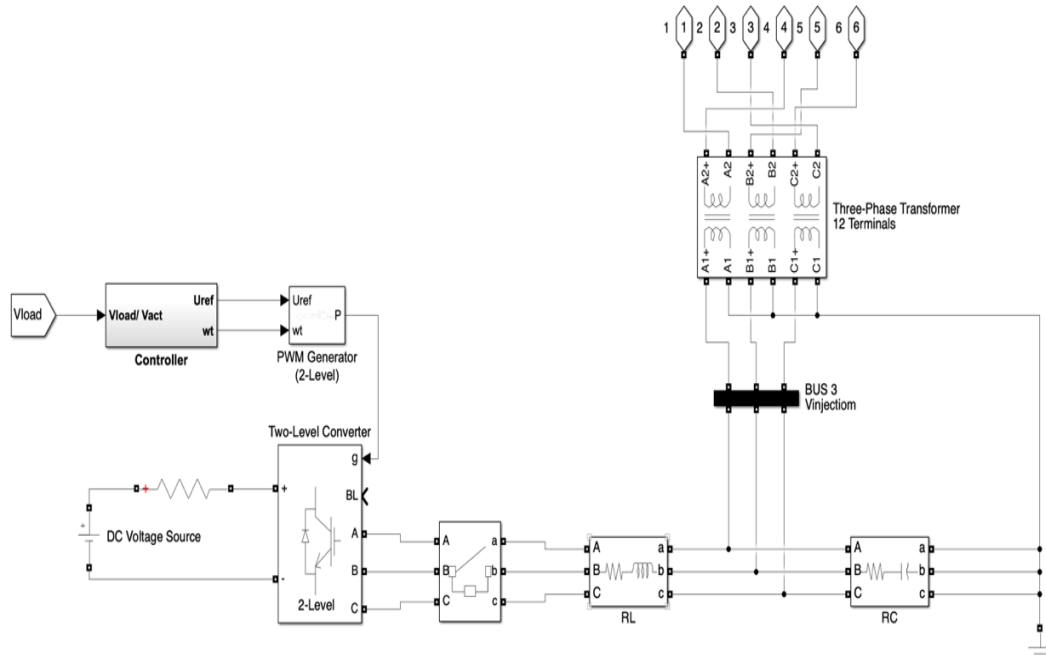 1 1 2 2 3 3 4 4 5 5 6 6
A2+ A2 B2+ B2 C2+ C2
Three-Phase Transformer
12 Terminals
A1+ A1 B1+ B1 C1+ C1
Vload
Vload/ Vact
Uref
wt
Controller
Uref
wt
P
PWM Generator
(2-Level)
BUS 3
Vinjectiom
Two-Level Converter
g
BL
+
A
B
C
-
2-Level
+
+
DC Voltage Source
A a
B b
C c
A a
B b
C c
RL
A a
B b
C c
RC